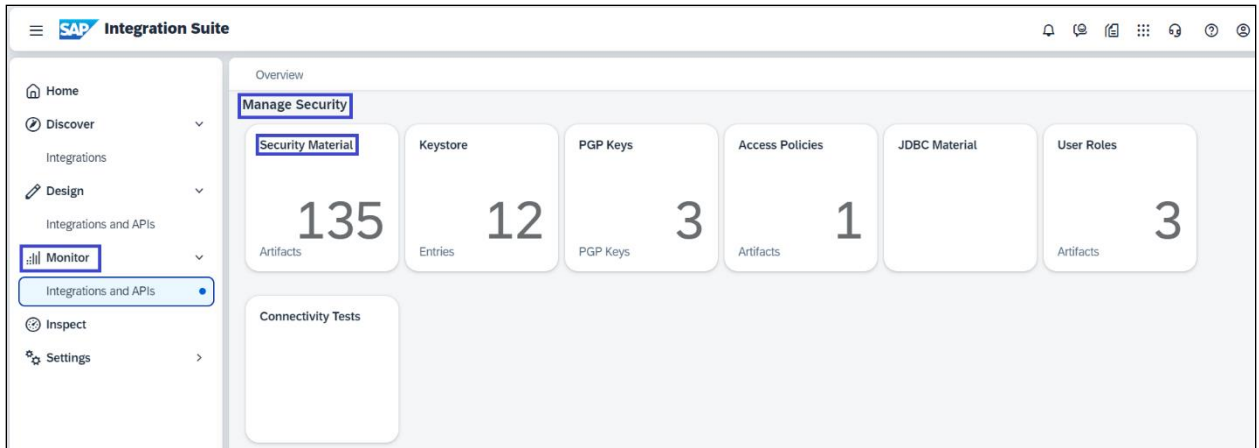 SAP Integration Suite
Home
Discover
Integrations
Design
Integrations and APIs
Monitor
Integrations and APIs
Inspect
Settings
Overview
Manage Security
Security Material
135
Artifacts
Keystore
12
Entries
PGP Keys
3
PGP Keys
Access Policies
1
Artifacts
JDBC Material
User Roles
3
Artifacts
Connectivity Tests